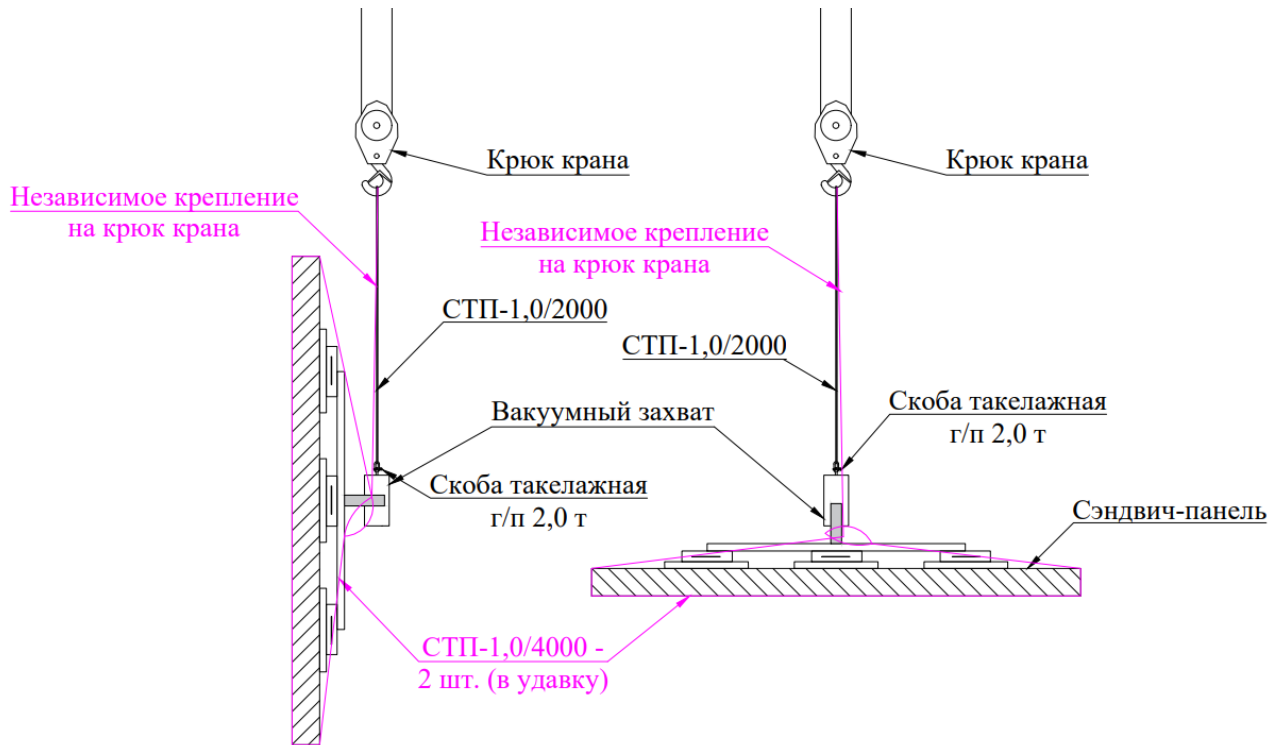 Крюк крана
Крюк крана
Независимое крепление
на крюк крана
Независимое крепление
на крюк крана
СТП-1,0/2000
СТП-1,0/2000
Вакуумный захват
Скоба такелажная
г/п 2,0 т
Скоба такелажная
г/п 2,0 т
Сэндвич-панель
СТП-1,0/4000 -
2 шт. (в удавку)